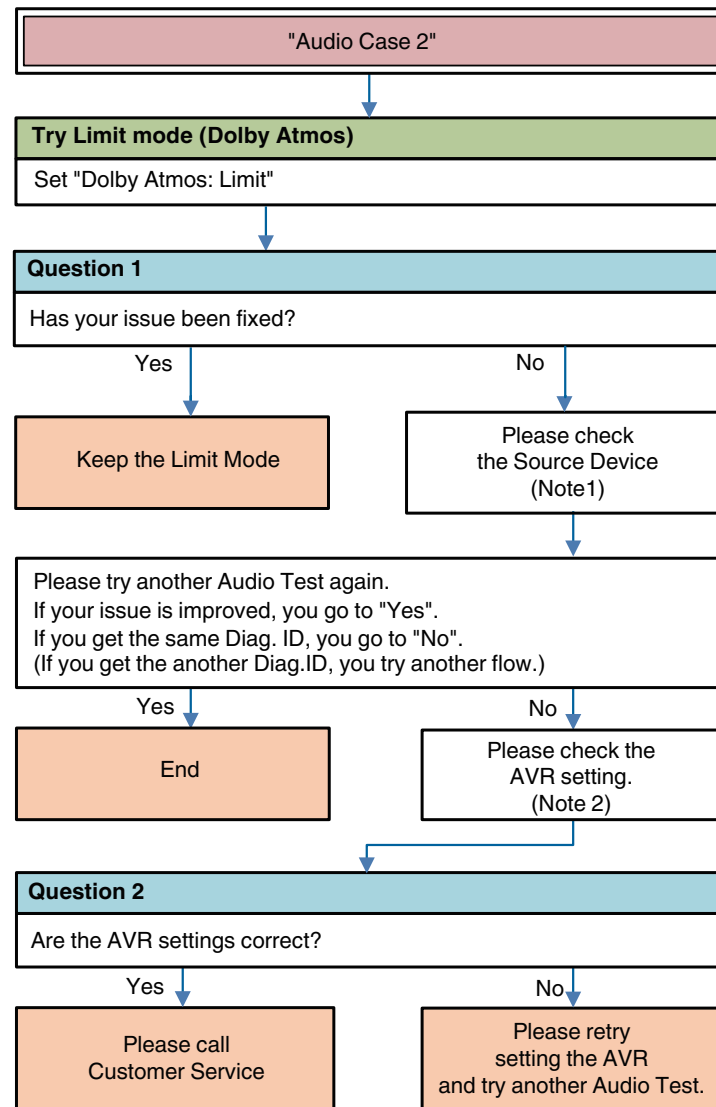 "Audio Case 2"
Try Limit mode (Dolby Atmos)
Set "Dolby Atmos: Limit"
Question 1
Has your issue been fixed?
Yes
No
Keep the Limit Mode
Please check
the Source Device
(Note1)
Please try another Audio Test again.
If your issue is improved, you go to "Yes".
If you get the same Diag. ID, you go to "No".
(If you get the another Diag.ID, you try another flow.)
Yes
No
End
Please check the
AVR setting.
(Note 2)
Question 2
Are the AVR settings correct?
Yes
No
Please call
Customer Service
Please retry
setting the AVR
and try another Audio Test.